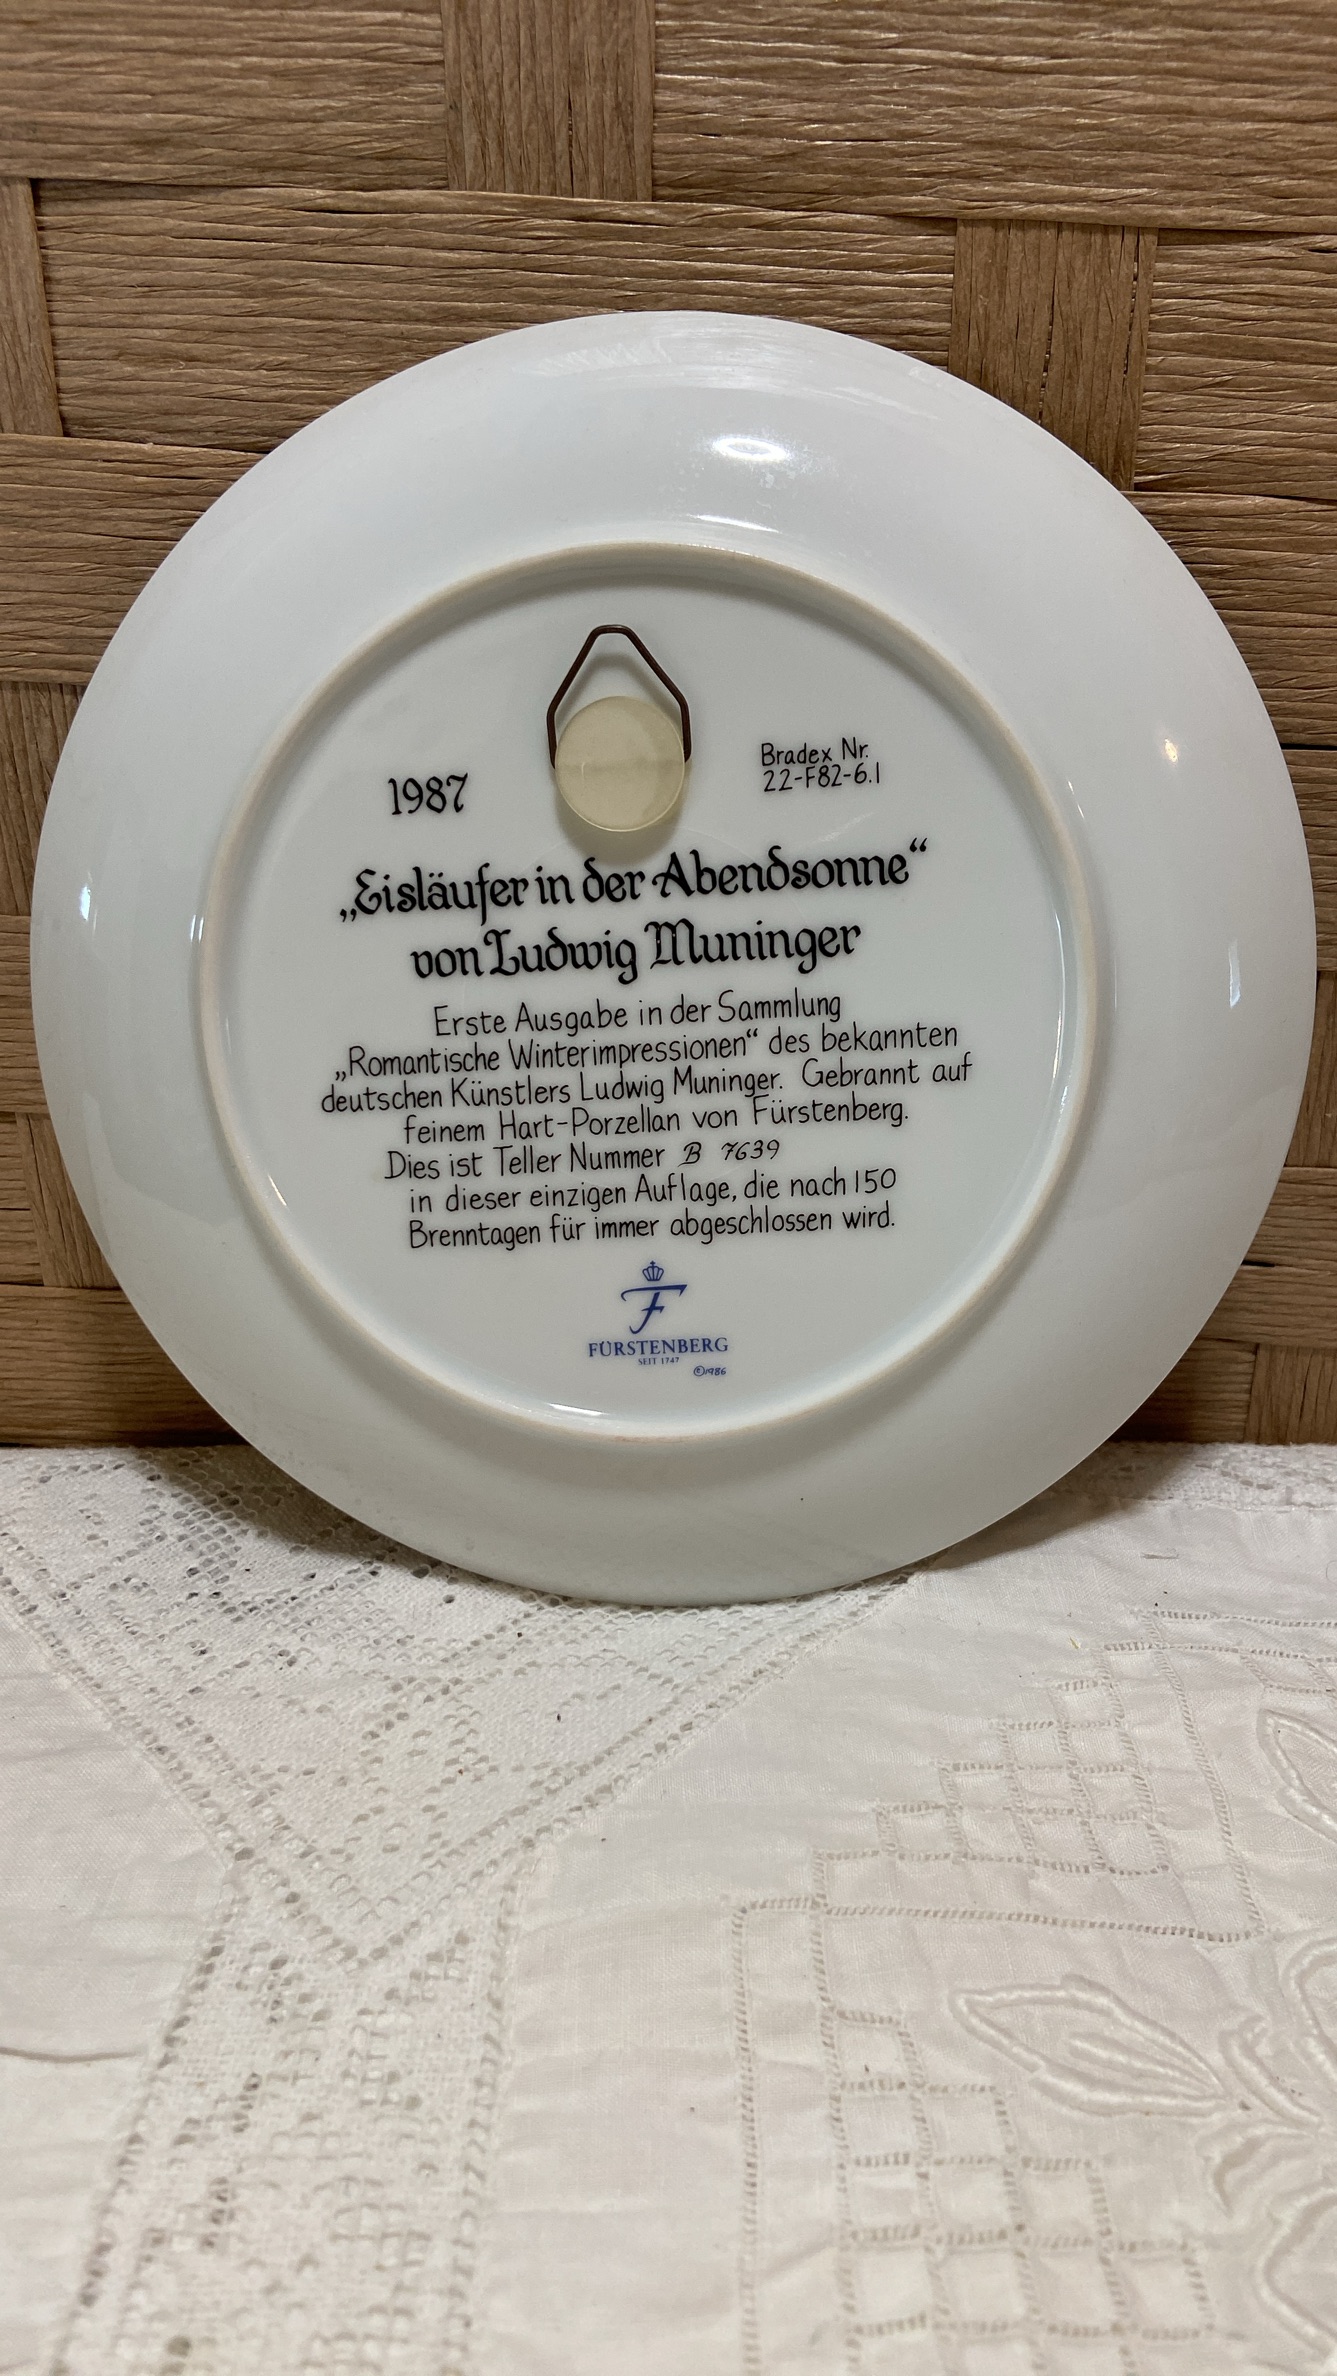 1987
Bradex Nr.
22-F82-6.1
„Eisläufer in der Abendsonne“
von Ludwig Muninger
Erste Ausgabe in der Sammlung
„Romantische Winterimpressionen“ des bekannten
deutschen Künstlers Ludwig Muninger. Gebrannt auf
feinem Hart-Porzellan von Fürstenberg.
Dies ist Teller Nummer B 7639
in dieser einzigen Auflage, die nach 150
Brenntagen für immer abgeschlossen wird.
F
FÜRSTENBERG
SEIT 1747
©1986